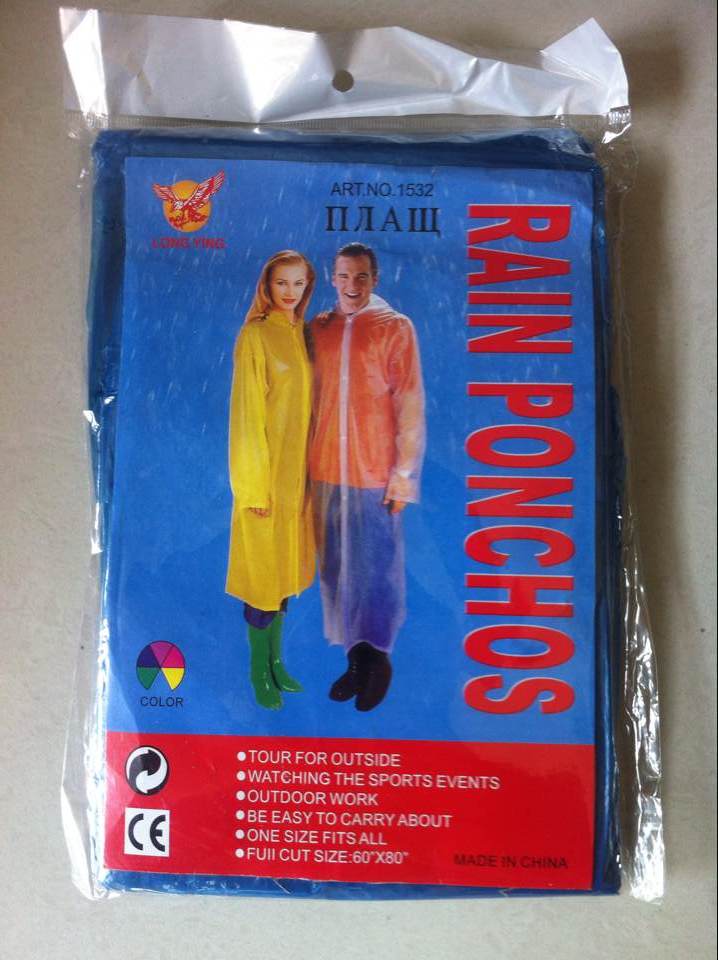 ART.NO.1532
ПЛАЩ
LONG YING
RAIN PONCHOS
COLOR
●TOUR FOR OUTSIDE
●WATCHING THE SPORTS EVENTS
●OUTDOOR WORK
●BE EASY TO CARRY ABOUT
●ONE SIZE FITS ALL
●FUll CUT SIZE:60"X80"
CE
MADE IN CHINA